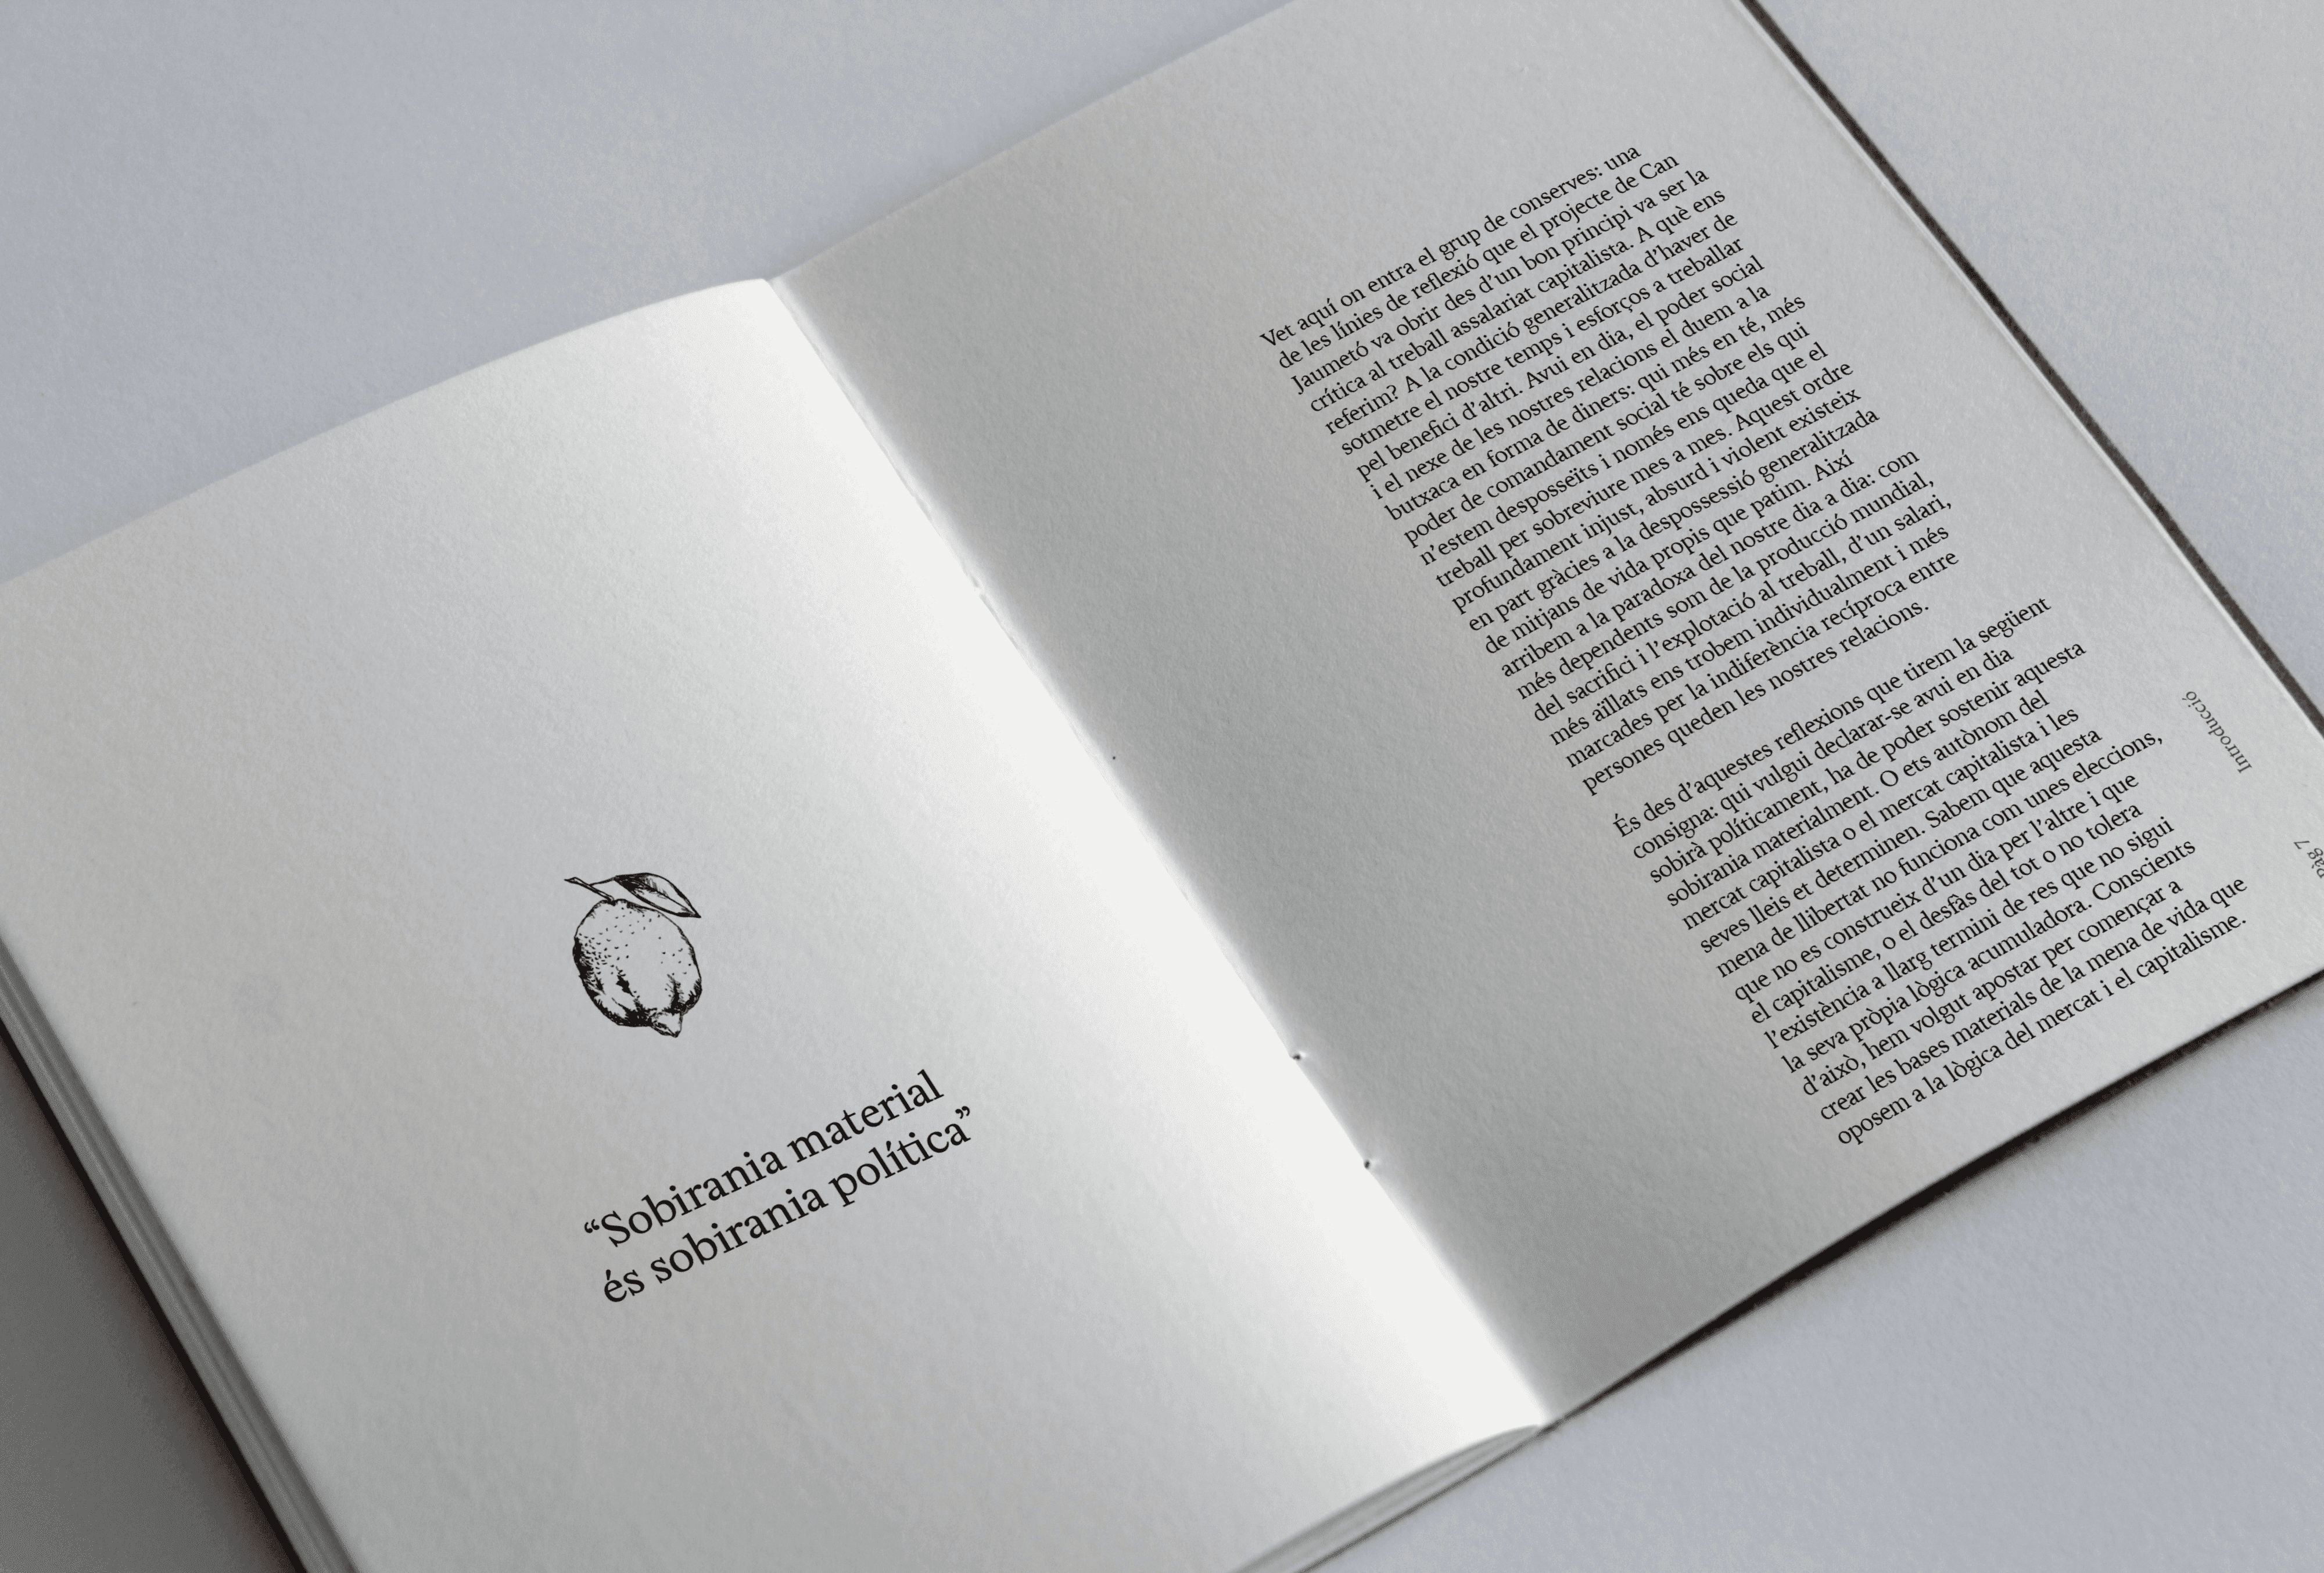 “Sobirania material
és sobirania política”
Vet aquí on entra el grup de conserves: una
de les línies de reflexió que el projecte de Can
Jaumetó va obrir des d’un bon principi va ser la
crítica al treball assalariat capitalista. A què ens
referim? A la condició generalitzada d’haver de
sotmetre el nostre temps i esforços a treballar
pel benefici d’altri. Avui en dia, el poder social
i el nexe de les nostres relacions el duem a la
butxaca en forma de diners: qui més en té, més
poder de comandament social té sobre els qui
n’estem desposseïts i només ens queda que el
treball per sobreviure mes a mes. Aquest ordre
profundament injust, absurd i violent existeix
en part gràcies a la despossessió generalitzada
de mitjans de vida propis que patim. Així
arribem a la paradoxa del nostre dia a dia: com
més dependents som de la producció mundial,
del sacrifici i l’explotació al treball, d’un salari,
més aïllats ens trobem individualment i més
marcades per la indiferència recíproca entre
persones queden les nostres relacions.
És des d’aquestes reflexions que tirem la següent
consigna: qui vulgui declarar-se avui en dia
sobirà políticament, ha de poder sostenir aquesta
sobirania materialment. O ets autònom del
mercat capitalista o el mercat capitalista i les
seves lleis et determinen. Sabem que aquesta
mena de llibertat no funciona com unes eleccions,
que no es construeix d’un dia per l’altre i que
el capitalisme, o el desfàs del tot o no tolera
l’existència a llarg termini de res que no sigui
la seva pròpia lògica acumuladora. Conscients
d’això, hem volgut apostar per començar a
crear les bases materials de la mena de vida que
oposem a la lògica del mercat i el capitalisme.
Introducció
pàg 7